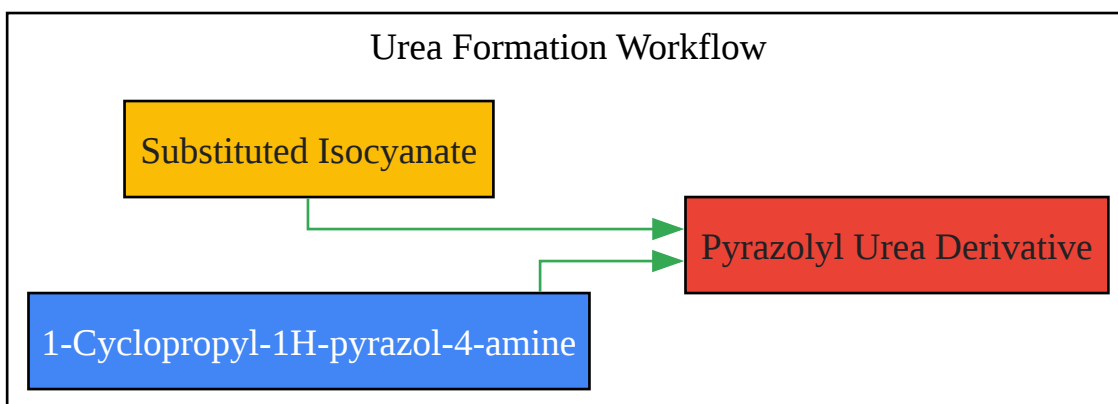 Urea Formation Workflow
Substituted Isocyanate
Pyrazolyl Urea Derivative
1-Cyclopropyl-1H-pyrazol-4-amine